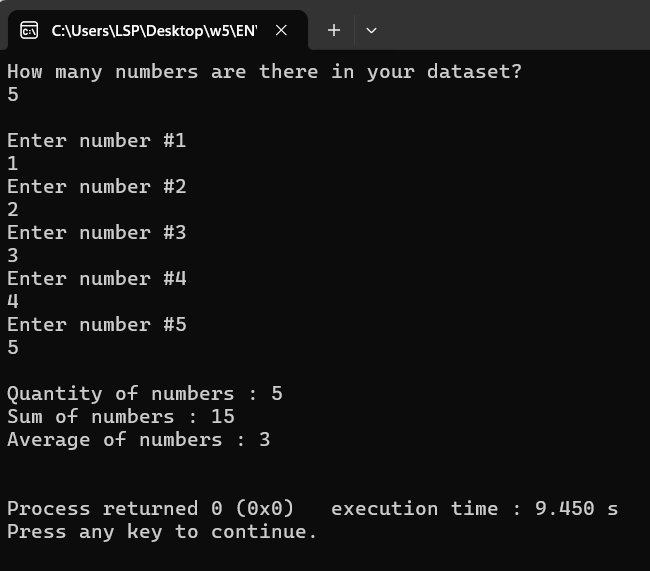 C:\Users\LSP\Desktop\w5\EN
How many numbers are there in your dataset?
5
Enter number #1
1
Enter number #2
2
Enter number #3
3
Enter number #4
4
Enter number #5
5
Quantity of numbers : 5
Sum of numbers : 15
Average of numbers : 3
Process returned 0 (0x0)   execution time : 9.450 s
Press any key to continue.